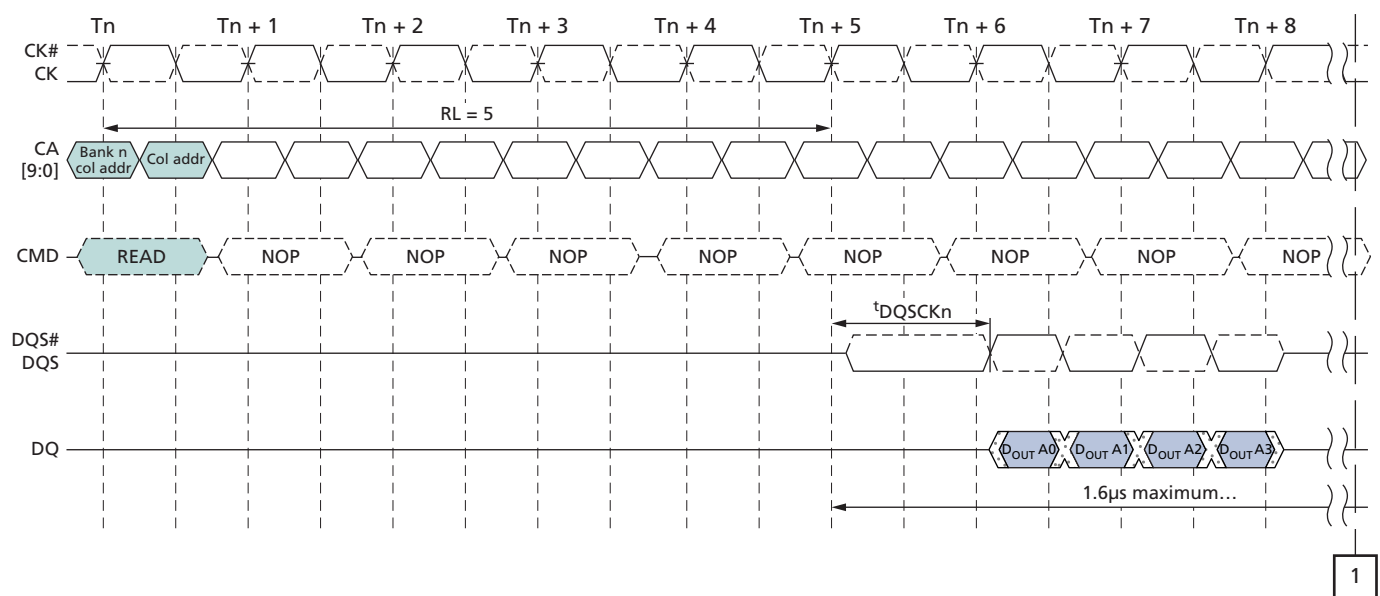 Tn Tn + 1 Tn + 2 Tn + 3 Tn + 4 Tn + 5 Tn + 6 Tn + 7 Tn + 8
CK#
CK
RL = 5
CA
[9:0]
Bank n
col addr
Col addr
CMD READ NOP NOP NOP NOP NOP NOP NOP NOP
tDQSCKn
DQS#
DQS
DQ DOUT A0 DOUT A1 DOUT A2 DOUT A3
1.6µs maximum…
1